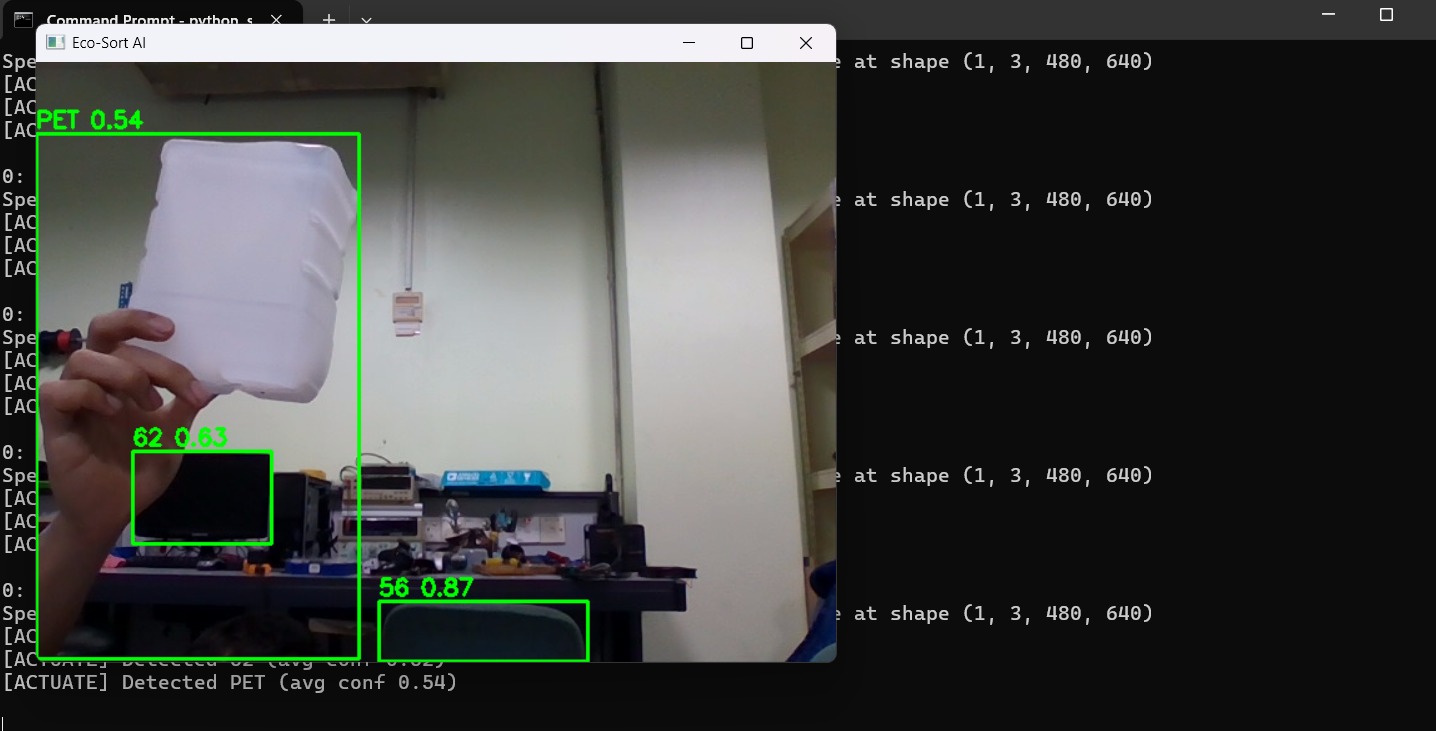 Command Prompt - python s
Eco-Sort AI
Spe
e at shape (1, 3, 480, 640)
[AC
[AC
[AC
PET 0.54
0:
Spe
e at shape (1, 3, 480, 640)
[AC
[AC
[AC
0:
Spe
e at shape (1, 3, 480, 640)
[AC
[AC
[AC
62 0.63
0:
Spe
e at shape (1, 3, 480, 640)
[AC
[AC
[AC
56 0.87
0:
Spe
e at shape (1, 3, 480, 640)
[AC
[ACTUATE] Detected 62 (avg conf 0.62)
[ACTUATE] Detected PET (avg conf 0.54)